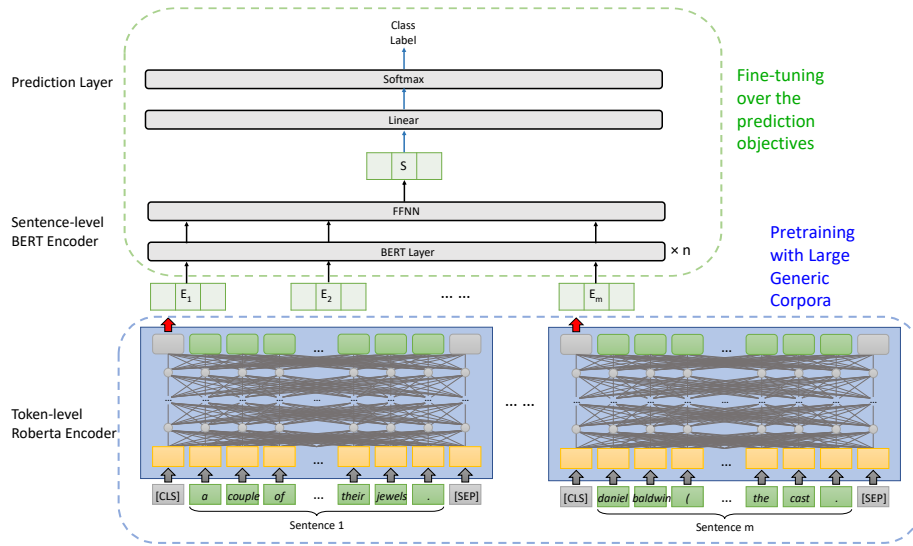 Class
Label
Prediction Layer
Softmax
Linear
Fine-tuning
over the
prediction
objectives
S
FFNN
Sentence-level
BERT Encoder
BERT Layer
× n
Pretraining
with Large
Generic
Corpora
E1 E2 ... ... Em
... ...
... ... ... ... ... ...
... ...
Token-level
Roberta Encoder
... ...
... ... ... ... ... ...
... ...
[CLS] a couple of ... their jewels . [SEP] [CLS] daniel baldwin ( ... the cast . [SEP]
Sentence 1 Sentence m